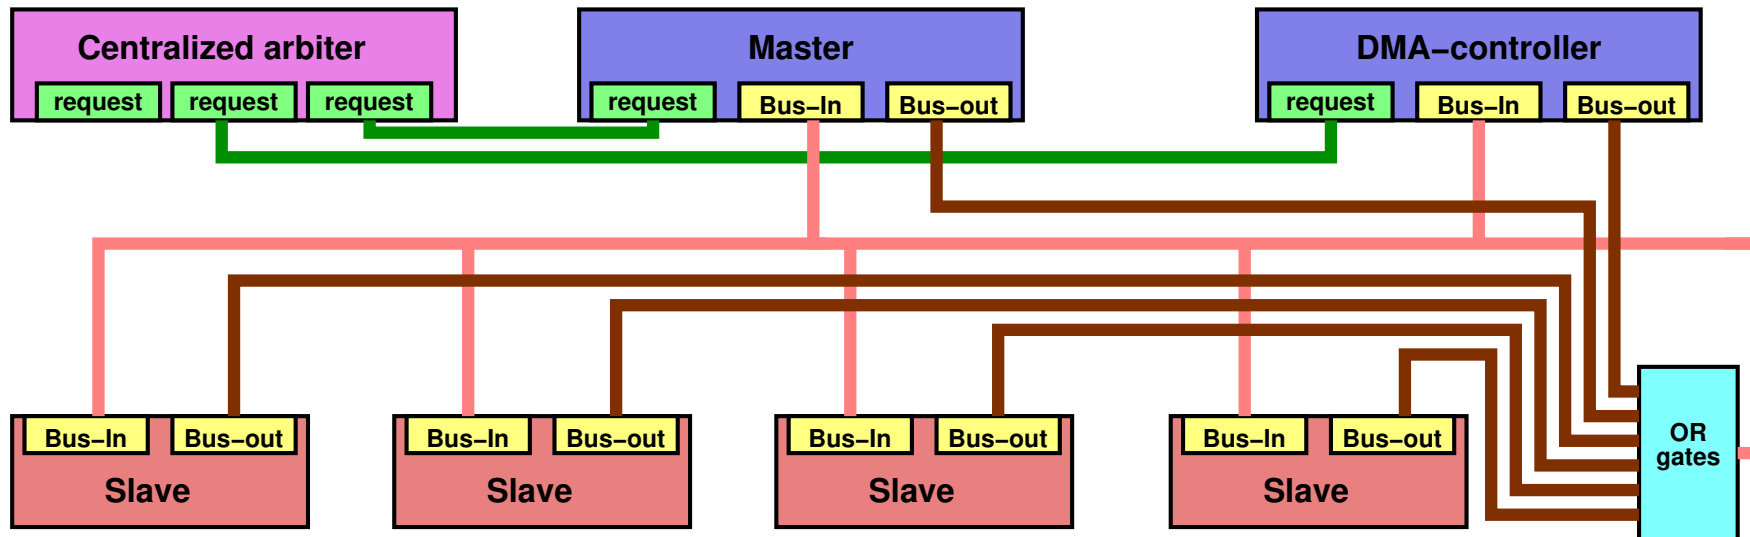 Centralized arbiter
request
request
request
Master
request
Bus–In
Bus–out
DMA–controller
request
Bus–In
Bus–out
Bus–In
Bus–out
Slave
Bus–In
Bus–out
Slave
Bus–In
Bus–out
Slave
Bus–In
Bus–out
Slave
OR
gates